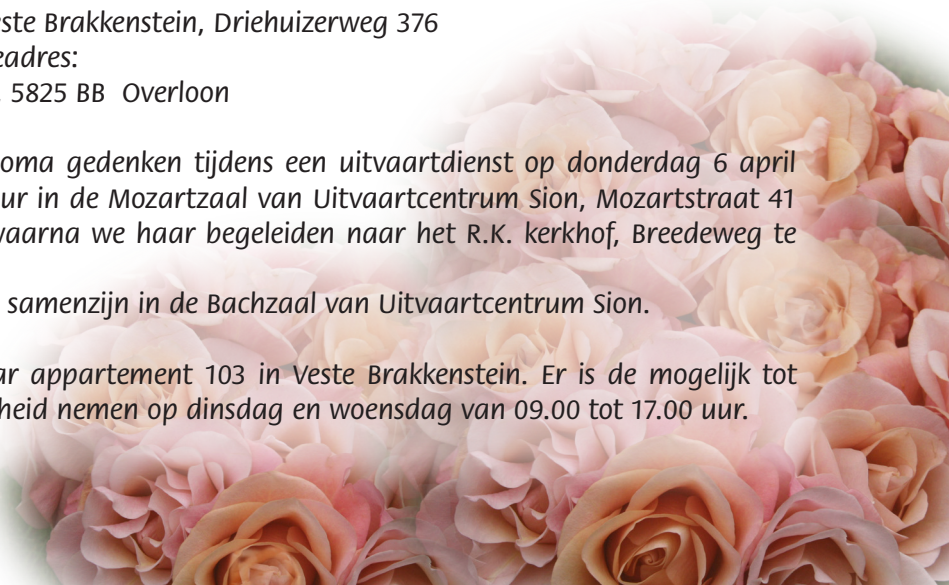 ste Brakkenstein, Driehuizerweg 376
eadres:
5825 BB Overloon
oma gedenken tijdens een uitvaartdienst op donderdag 6 april
ur in de Mozartzaal van Uitvaartcentrum Sion, Mozartstraat 41
waarna we haar begeleiden naar het R.K. kerkhof, Breedeweg te
samenzijn in de Bachzaal van Uitvaartcentrum Sion.
ar appartement 103 in Veste Brakkenstein. Er is de mogelijk tot
heid nemen op dinsdag en woensdag van 09.00 tot 17.00 uur.